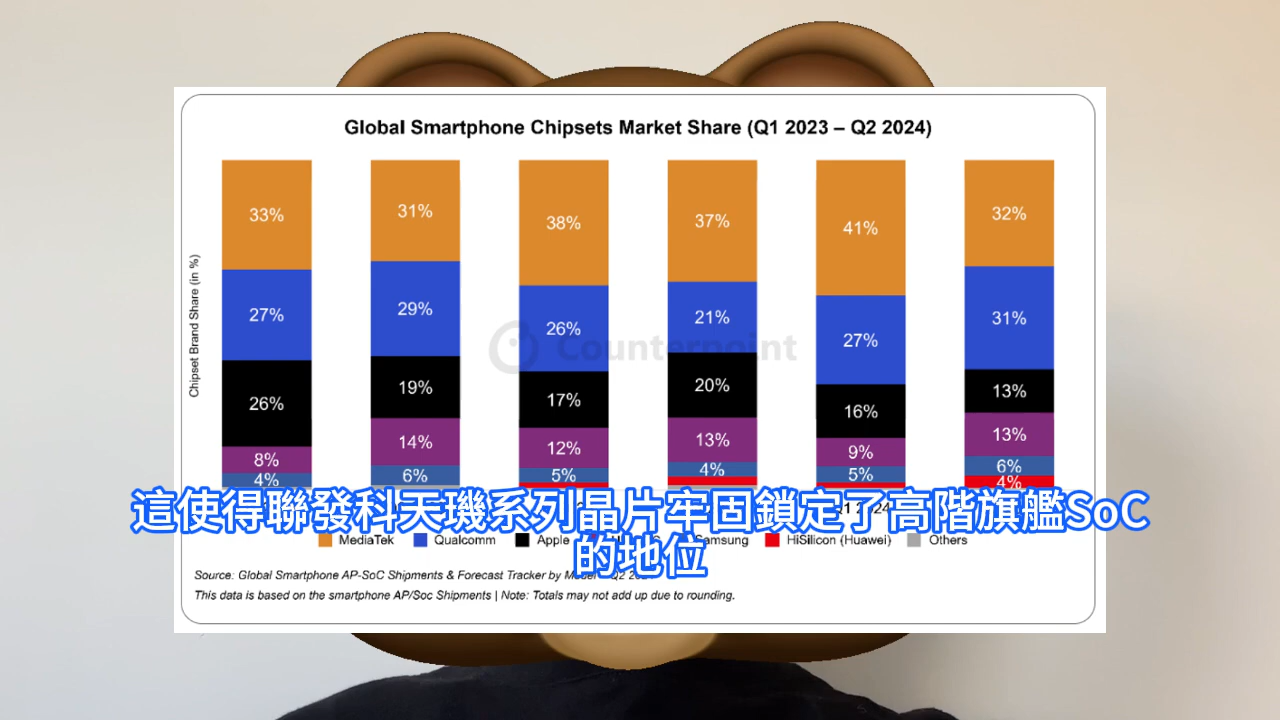 Global Smartphone Chipsets Market Share (Q1 2023 – Q2 2024)
Chipset Brand Share (in %)
33% 31% 38% 37% 41% 32%
27% 29% 26% 21% 27% 31%
26% 19% 17% 20% 16% 13%
8% 14% 12% 13% 9% 13%
4% 6% 5% 4% 5% 6%
4%
Counterpoint
這使得聯發科天璣系列晶片牢固鎖定了高階旗艦SoC
的地位
MediaTek Qualcomm Apple Samsung HiSilicon (Huawei) Others
Source: Global Smartphone AP-SoC Shipments & Forecast Tracker by
This data is based on the smartphone AP/Soc Shipments | Note: Totals may not add up due to rounding.